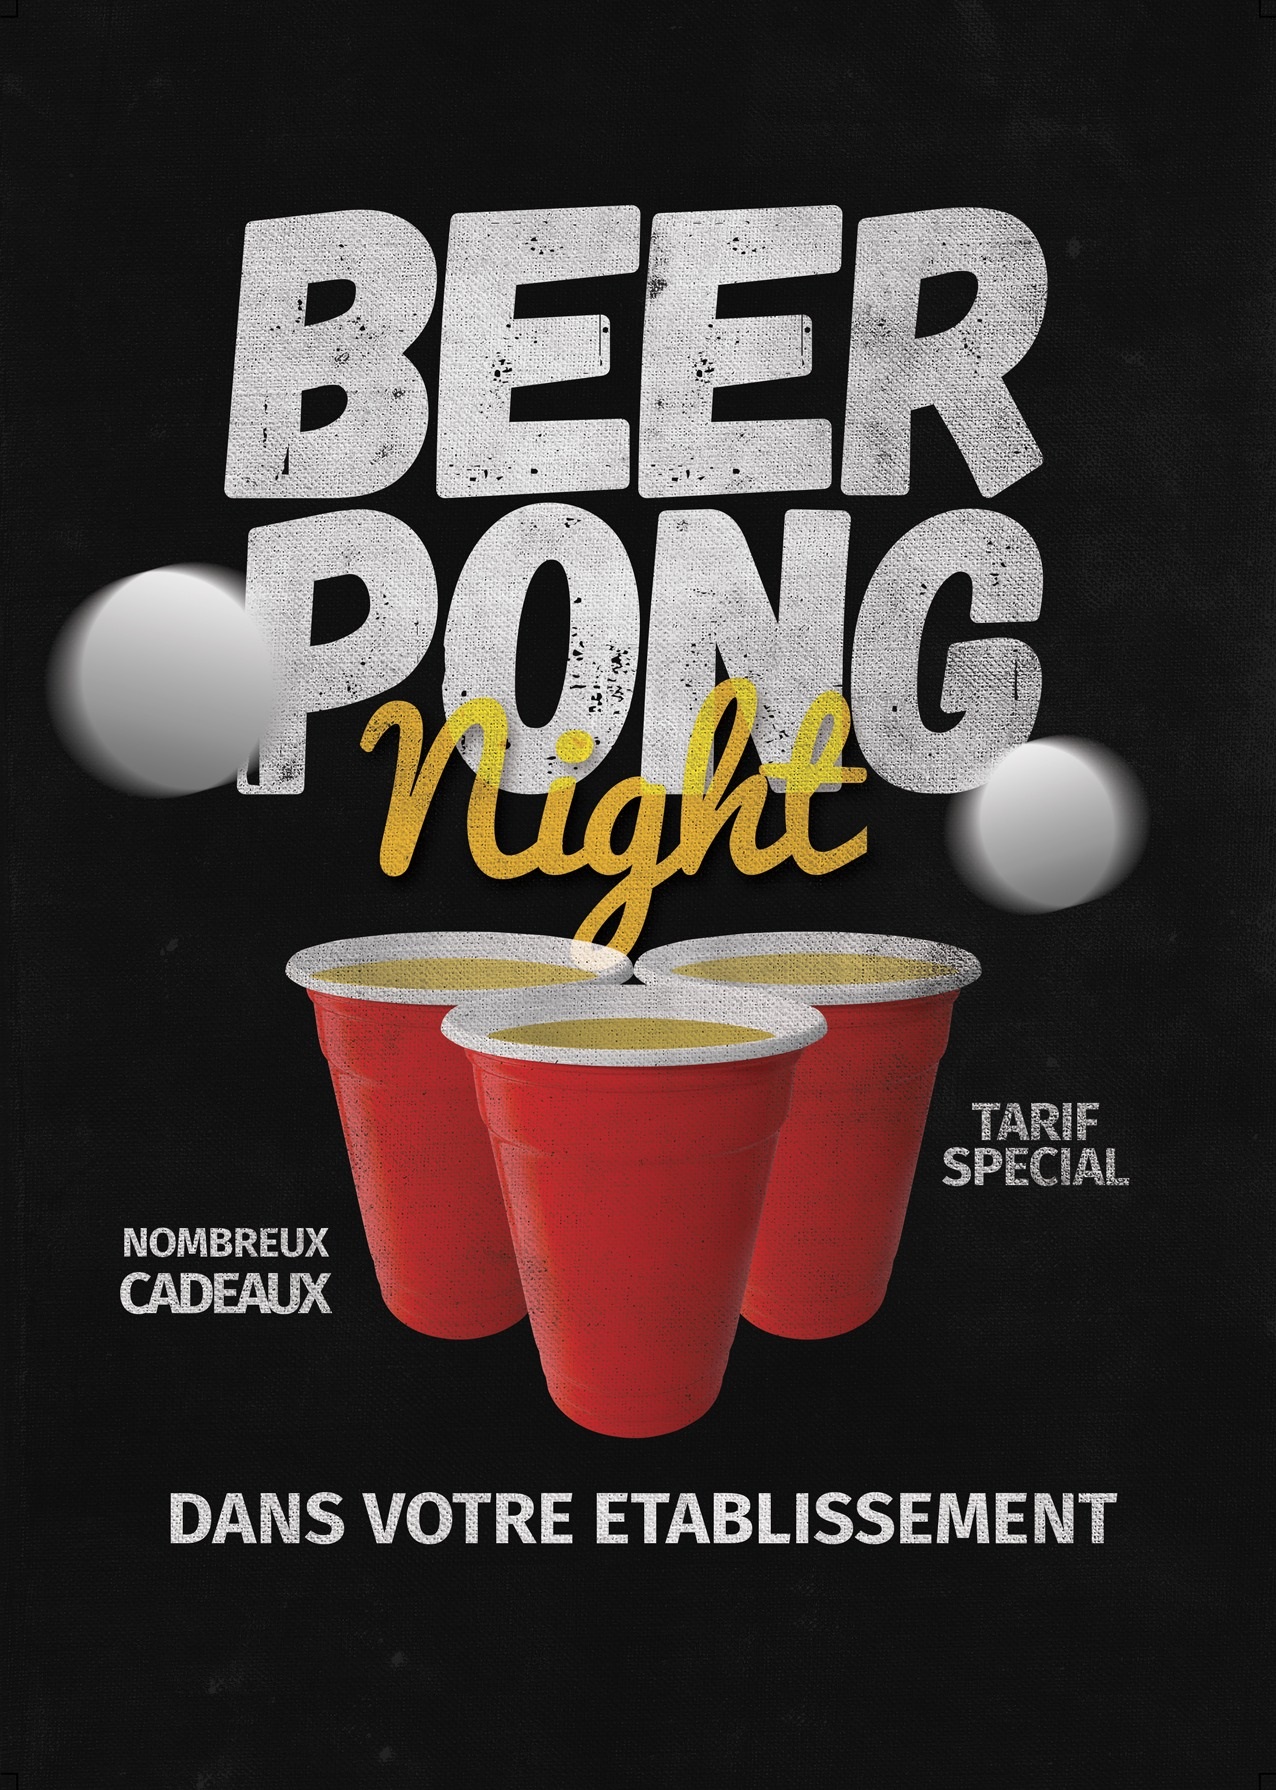 BEER
PONG
Night
TARIF
SPECIAL
NOMBREUX
CADEAUX
DANS VOTRE ETABLISSEMENT